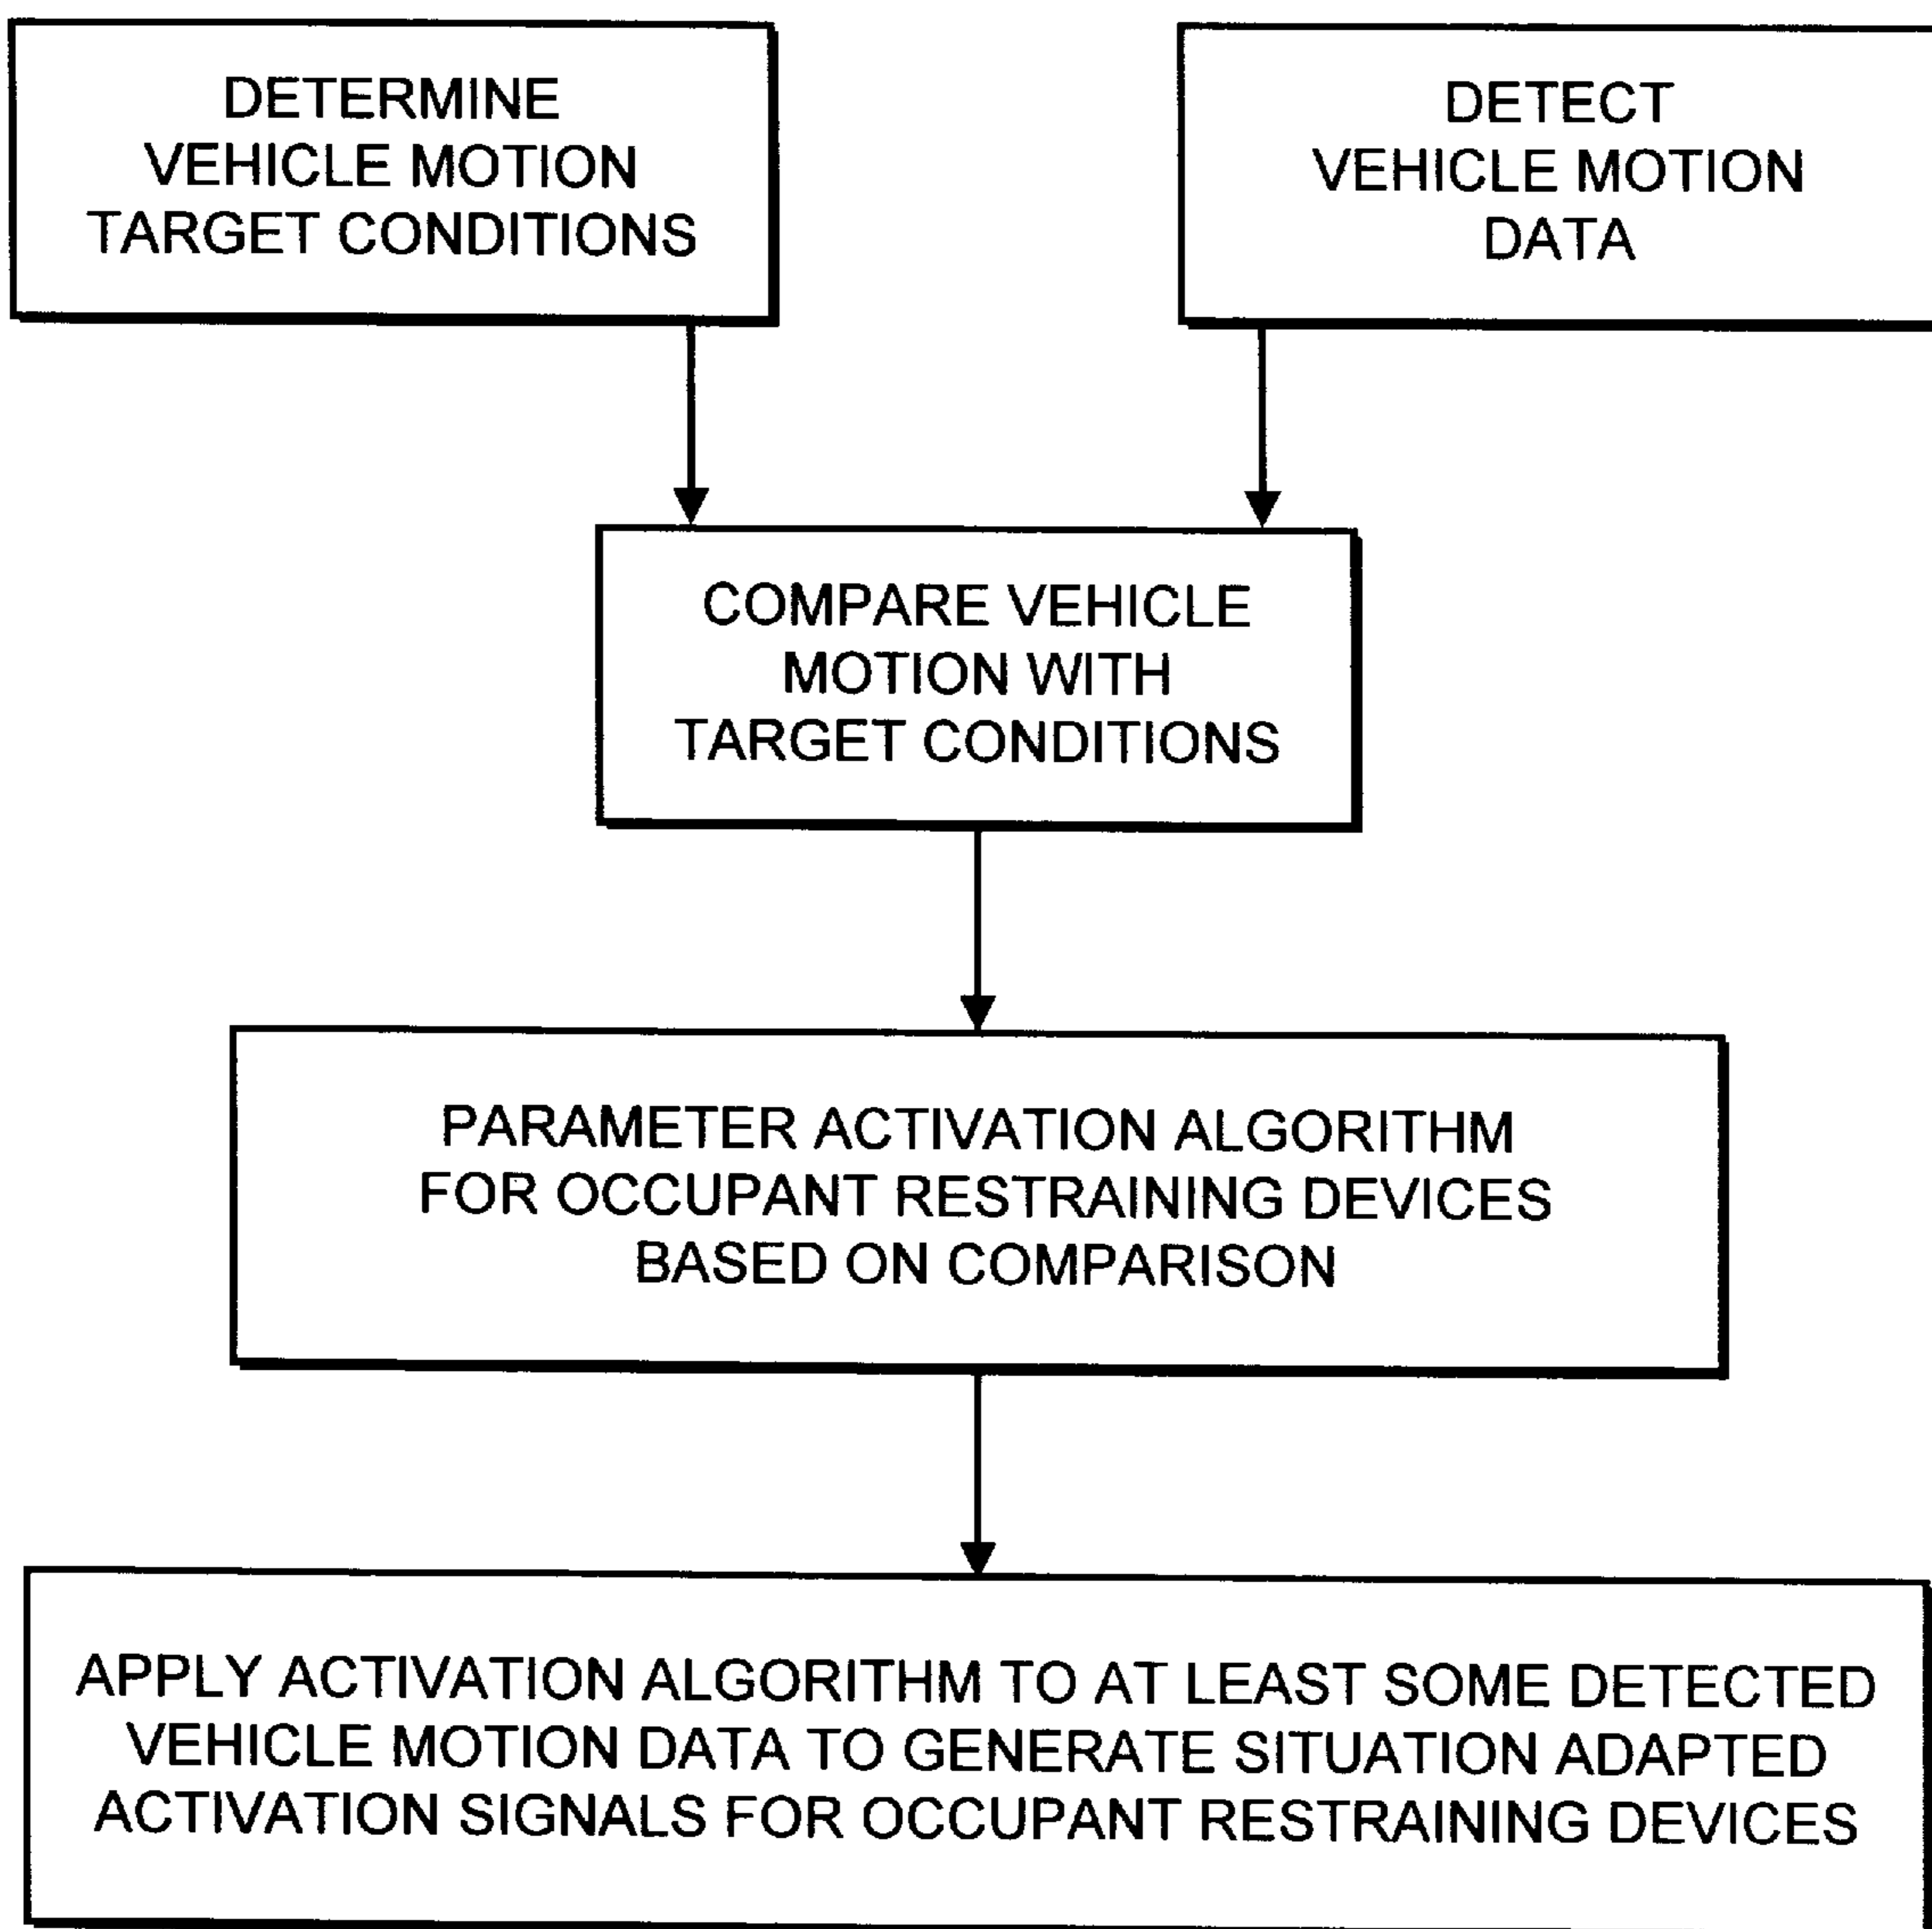 DETERMINE
VEHICLE MOTION
TARGET CONDITIONS
DETECT
VEHICLE MOTION
DATA
COMPARE VEHICLE
MOTION WITH
TARGET CONDITIONS
PARAMETER ACTIVATION ALGORITHM
FOR OCCUPANT RESTRAINING DEVICES
BASED ON COMPARISON
APPLY ACTIVATION ALGORITHM TO AT LEAST SOME DETECTED
VEHICLE MOTION DATA TO GENERATE SITUATION ADAPTED
ACTIVATION SIGNALS FOR OCCUPANT RESTRAINING DEVICES